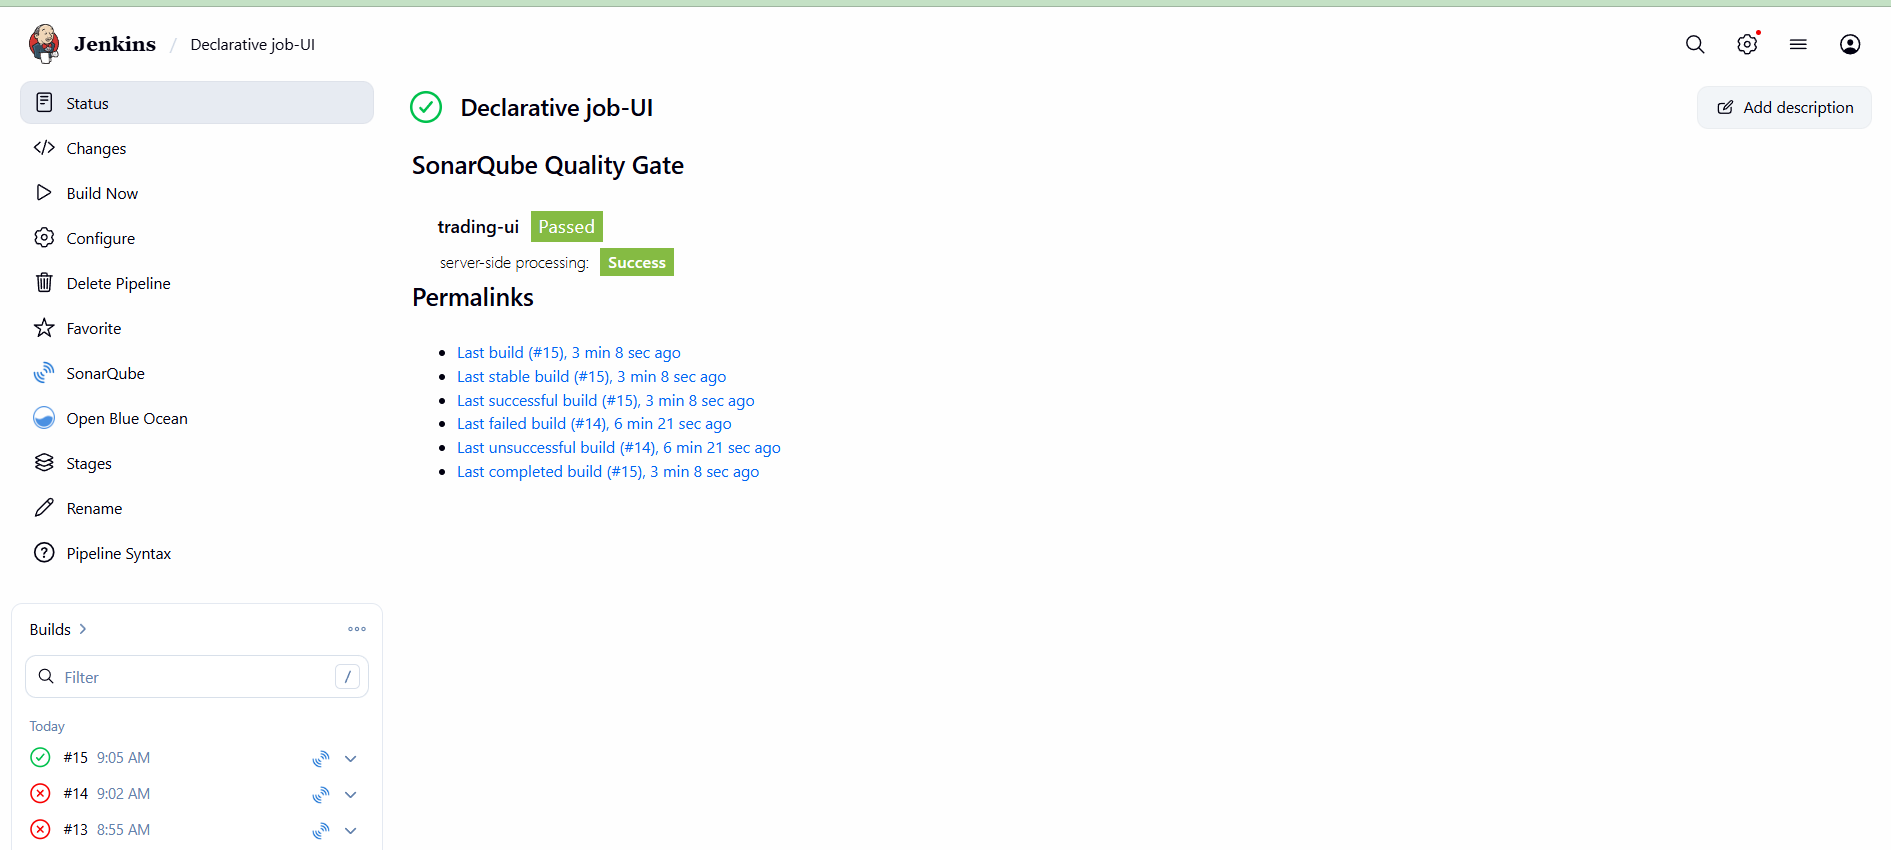 Jenkins / Declarative job-UI
Status
Changes
Build Now
Configure
Delete Pipeline
Favorite
SonarQube
Open Blue Ocean
Stages
Rename
Pipeline Syntax
Builds
Filter /
Today
#15 9:05 AM
#14 9:02 AM
#13 8:55 AM
Declarative job-UI
Add description
SonarQube Quality Gate
trading-ui Passed
server-side processing: Success
Permalinks
Last build (#15), 3 min 8 sec ago
Last stable build (#15), 3 min 8 sec ago
Last successful build (#15), 3 min 8 sec ago
Last failed build (#14), 6 min 21 sec ago
Last unsuccessful build (#14), 6 min 21 sec ago
Last completed build (#15), 3 min 8 sec ago